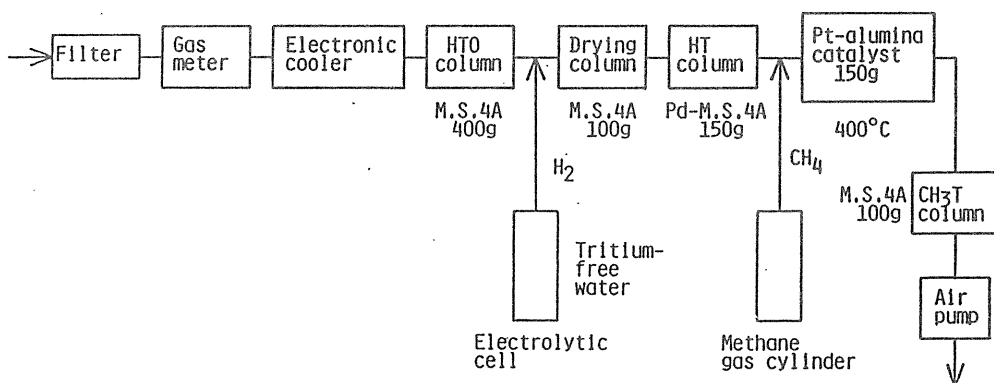 Filter
Gas
meter
Electronic
cooler
HTO
column
M.S.4A
400g
H2
Drying
column
M.S.4A
100g
HT
column
Pd-M.S.4A
150g
CH4
Pt-alumina
catalyst
150g
400°C
M.S.4A
100g
CH3T
column
Air
pump
Tritium-
free
water
Electrolytic
cell
Methane
gas cylinder